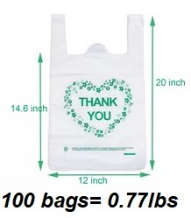 20 inch
14.6 inch
THANK
YOU
12 inch
100 bags= 0.77lbs